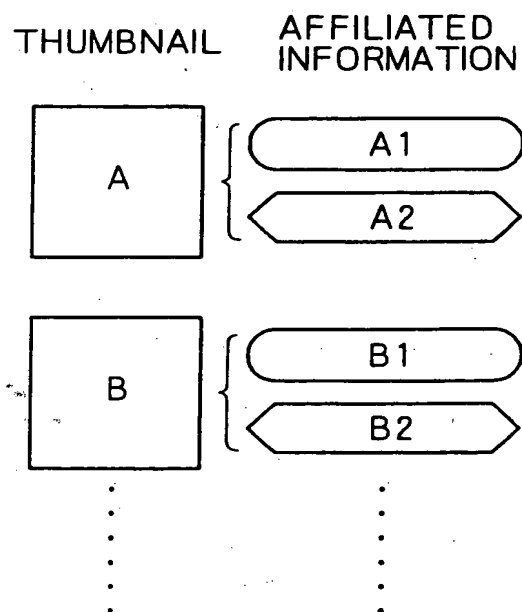 THUMBNAIL
AFFILIATED
INFORMATION
A
A1
A2
B
B1
B2